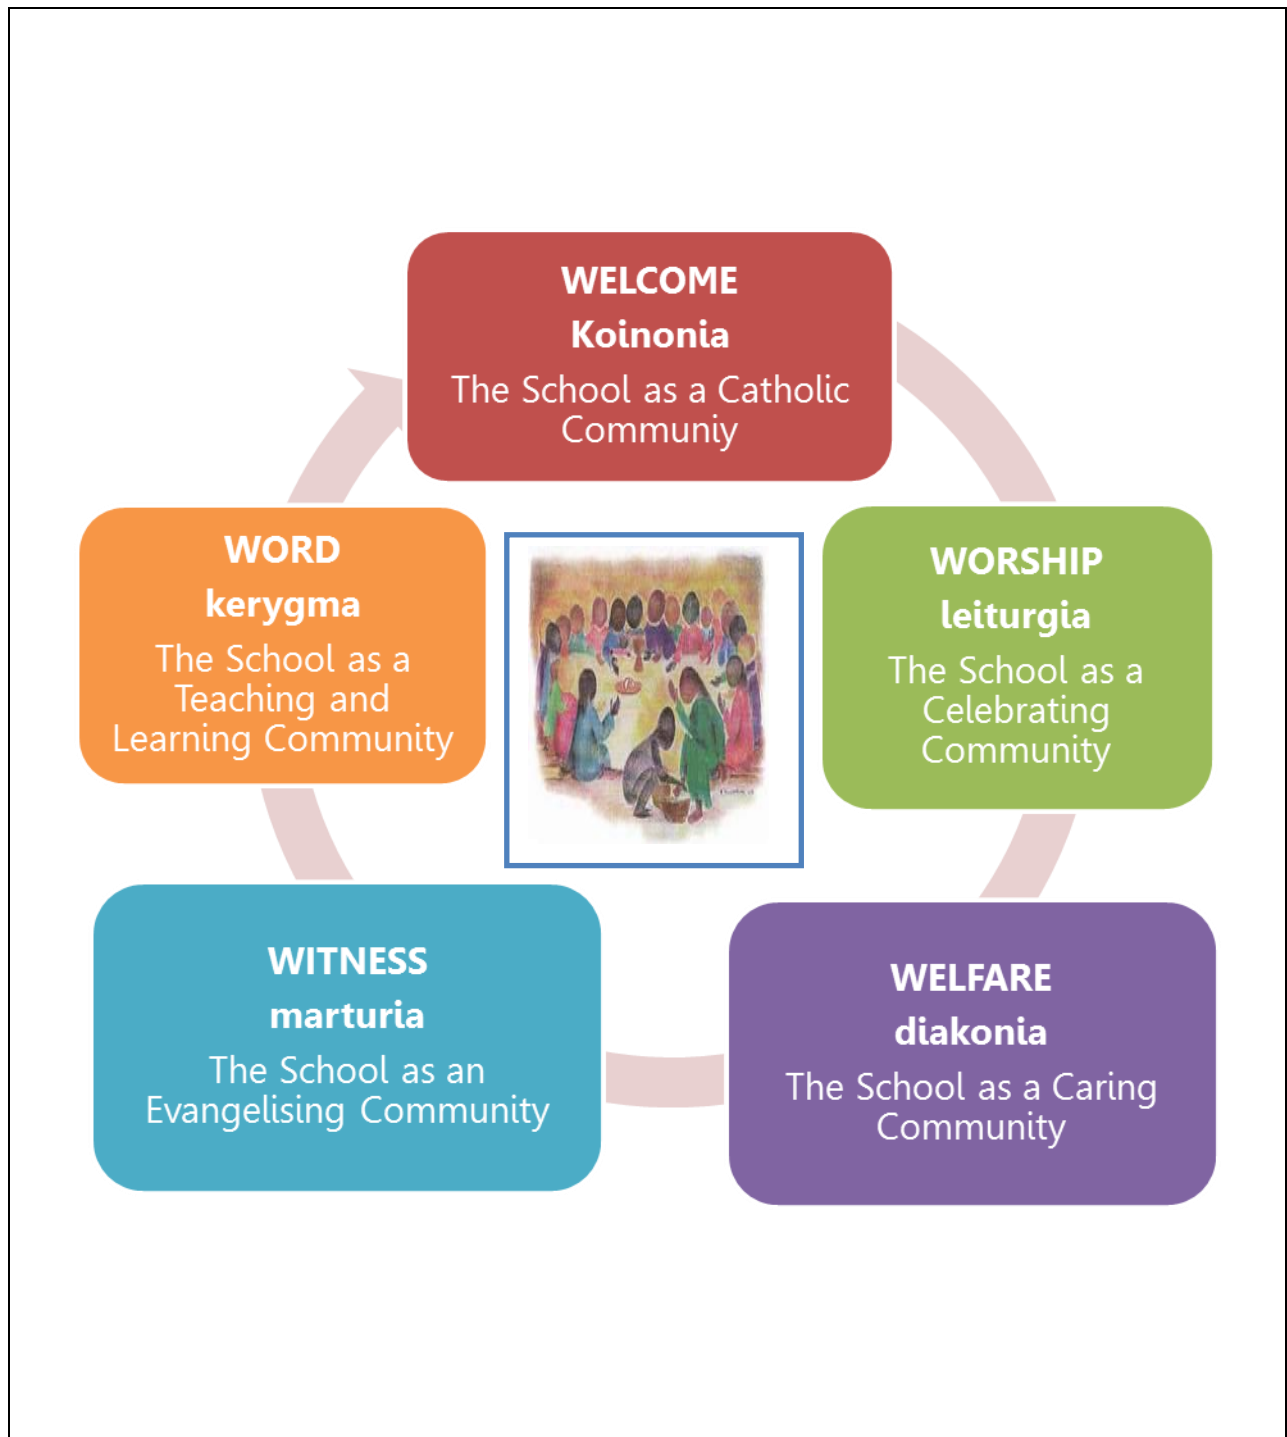 WELCOME
Koinonia
The School as a Catholic
Communiy
WORSHIP
leiturgia
The School as a
Celebrating
Community
WELFARE
diakonia
The School as a Caring
Community
WITNESS
marturia
The School as an
Evangelising Community
WORD
kerygma
The School as a
Teaching and
Learning Community